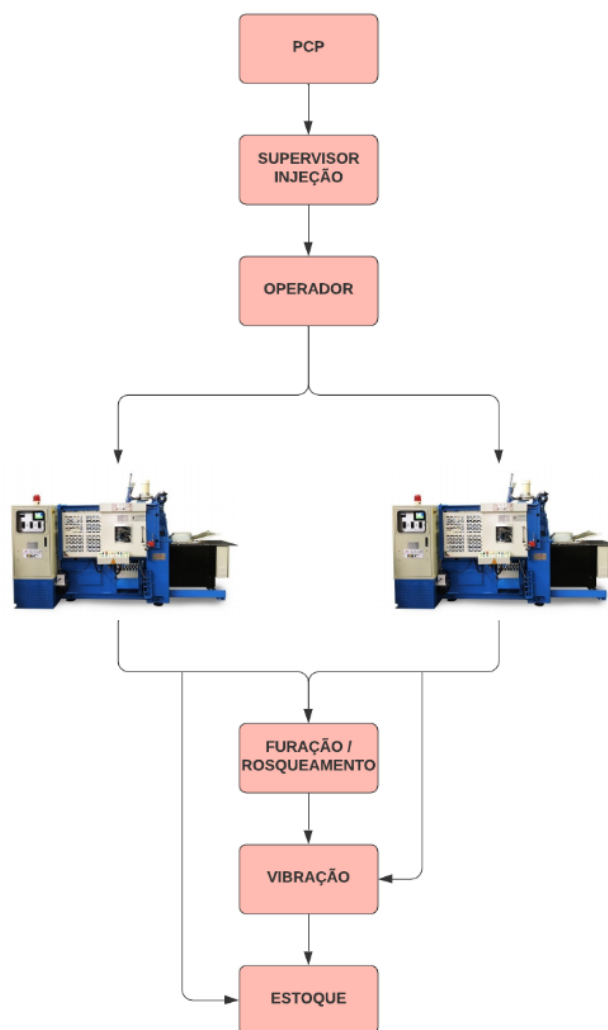 PCP
SUPERVISOR
INJEÇÃO
OPERADOR
FURAÇÃO /
ROSQUEAMENTO
VIBRAÇÃO
ESTOQUE